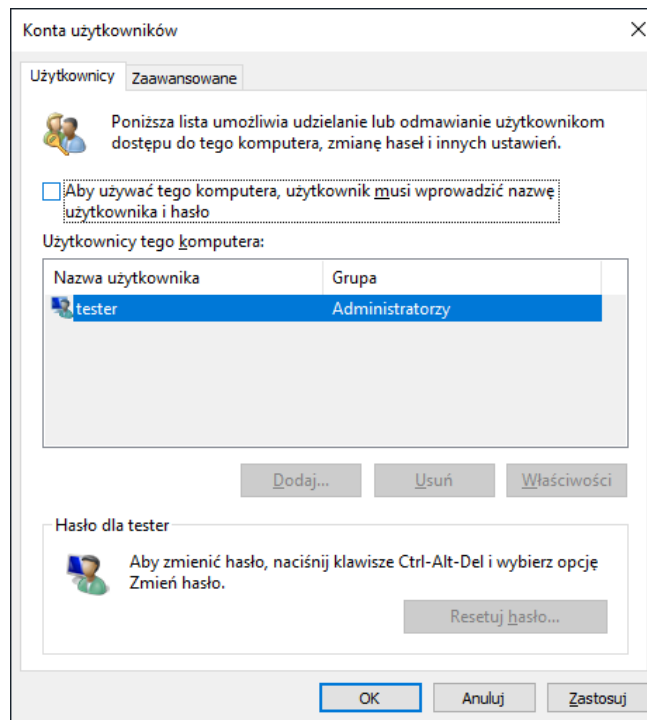 Konta użytkowników
Użytkownicy
Zaawansowane
Poniższa lista umożliwia udzielanie lub odmawianie użytkownikom
dostępu do tego komputera, zmianę haseł i innych ustawień.
Aby używać tego komputera, użytkownik musi wprowadzić nazwę
użytkownika i hasło
Użytkownicy tego komputera:
Nazwa użytkownika
Grupa
tester
Administratorzy
Dodaj...
Usuń
Właściwości
Hasło dla tester
Aby zmienić hasło, naciśnij klawisze Ctrl-Alt-Del i wybierz opcję
Zmień hasło.
Resetuj hasło...
OK
Anuluj
Zastosuj